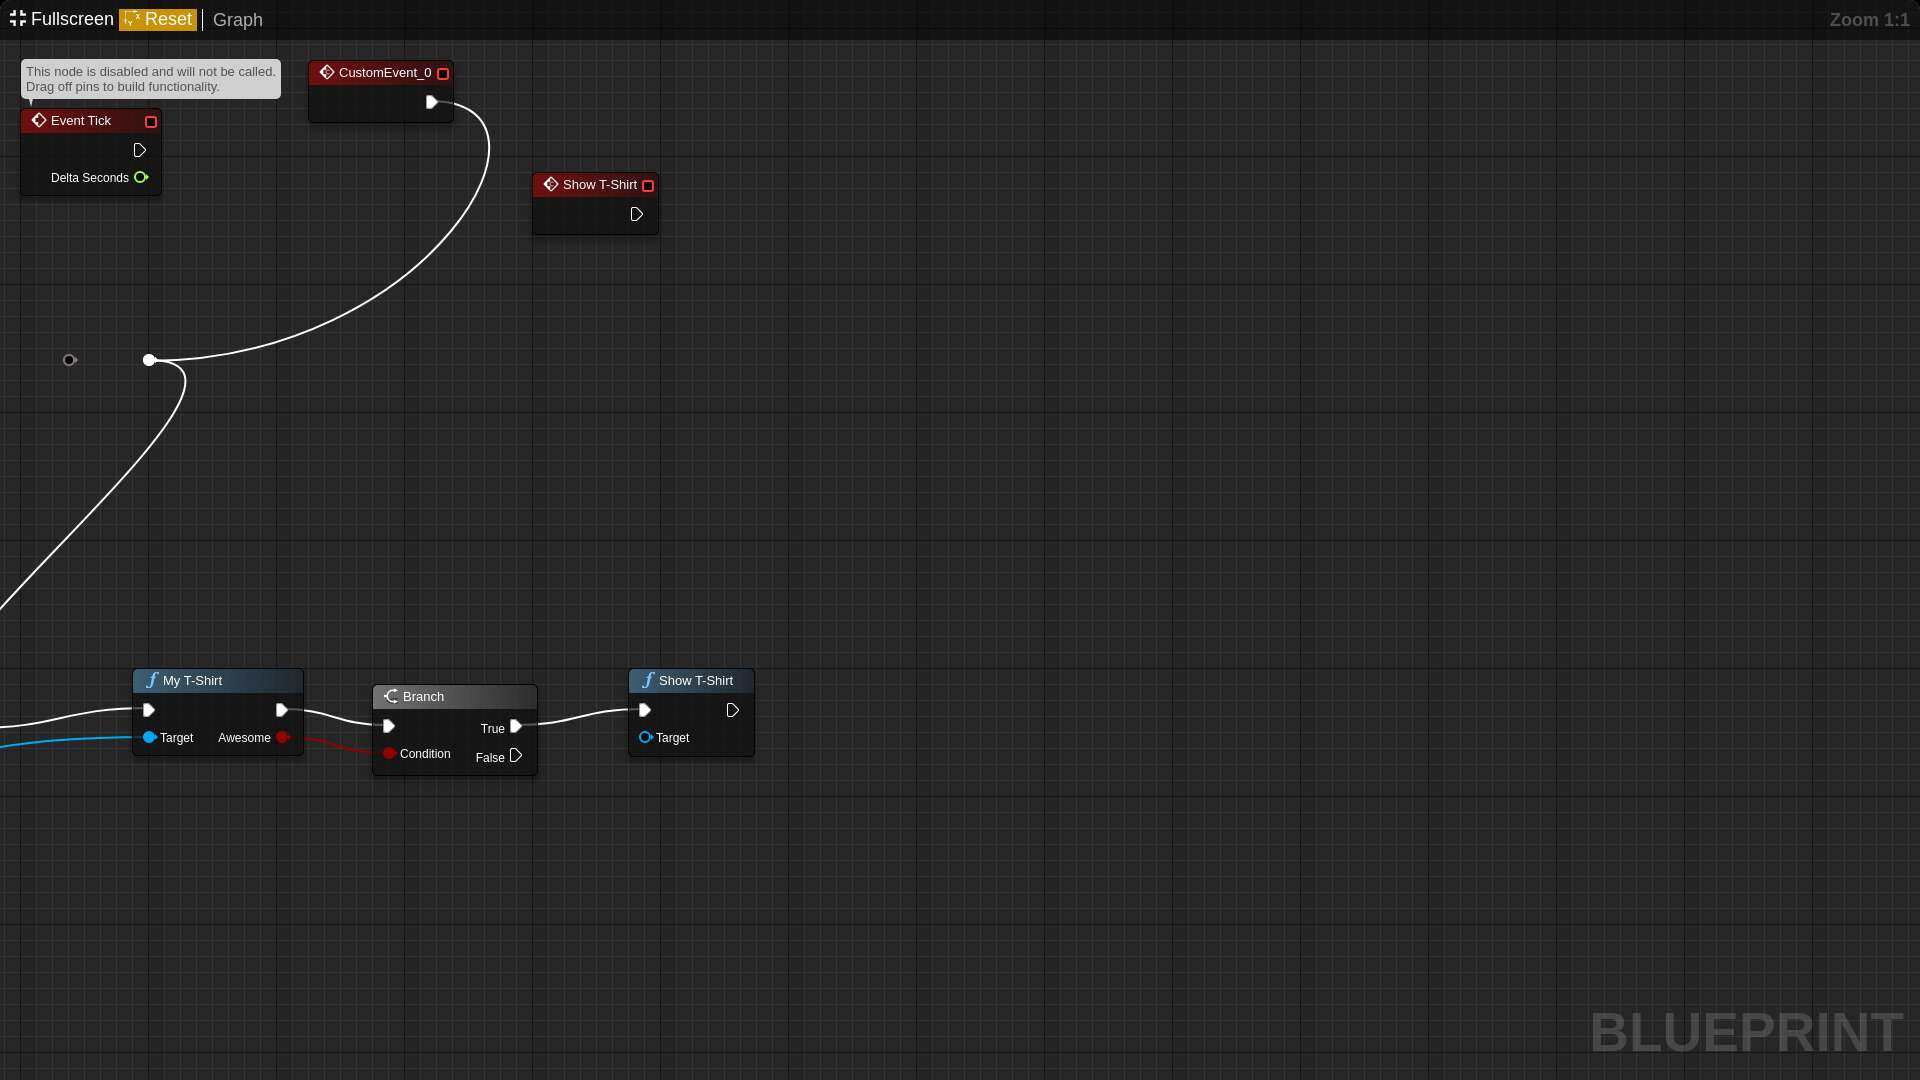 Fullscreen Reset Graph
Zoom 1:1
This node is disabled and will not be called.
Drag off pins to build functionality.
Event Tick
Delta Seconds
CustomEvent_0
Show T-Shirt
My T-Shirt
Target Awesome
Branch
True
Condition
False
Show T-Shirt
Target
BLUEPRINT